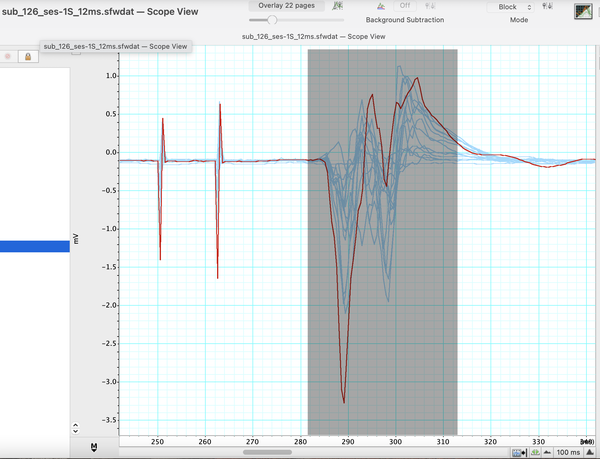 sub_126_ses-1S_12ms.sfwdat — Scope View
Overlay 22 pages
Off
Block
Background Subtraction
Mode
sub_126_ses-1S_12ms.sfwdat — Scope View
sub_126_ses-1S_12ms.sfwdat — Scope View
1.0
0.5
0.0
−0.5
−1.0
mV
−1.5
−2.0
−2.5
−3.0
−3.5
250 260 270 280 290 300 310 320 330
M
100 ms